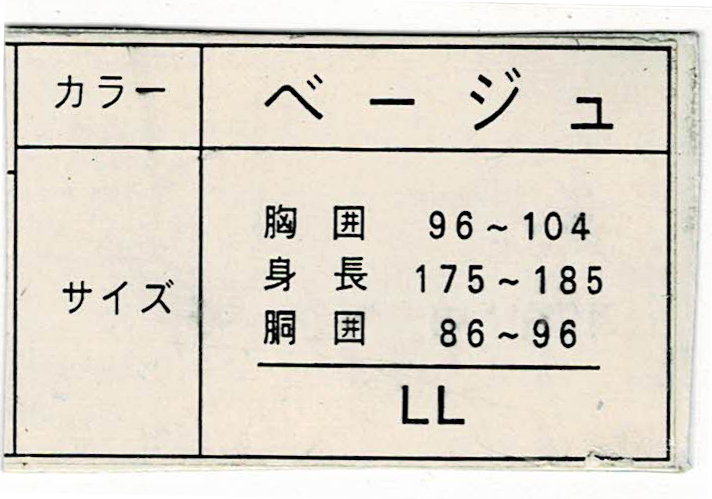 カラー ベージュ
サイズ
胸囲 96~104
身長 175~185
胴囲 86~96
LL